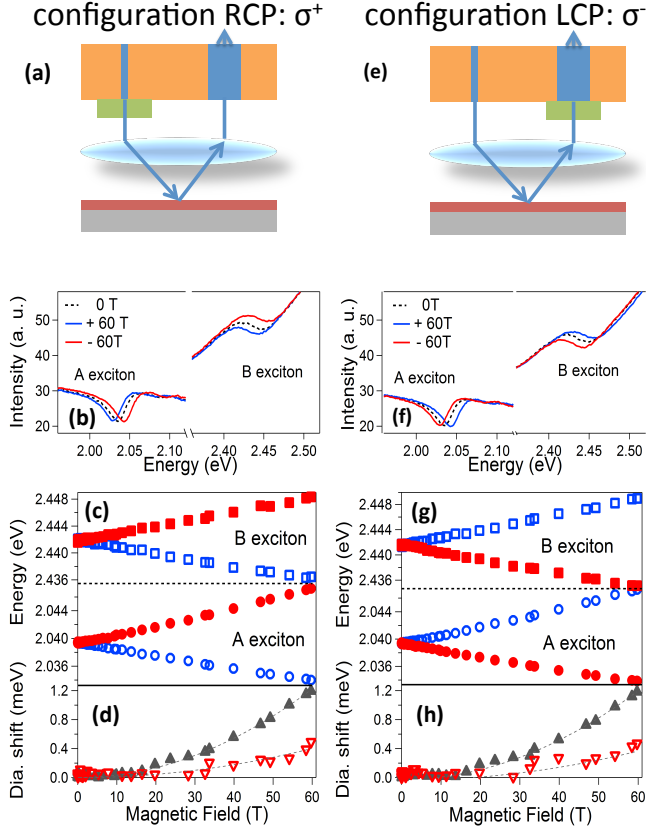 configuration RCP: σ+
configuration LCP: σ-
(a)
(e)
Intensity (a. u.)
50
40
30
20
0 T
+ 60 T
- 60T
A exciton
B exciton
(b)
2.00
2.05
2.10
2.40
2.45
2.50
Energy (eV)
Intensity (a. u.)
50
40
30
20
0 T
+ 60T
- 60T
A exciton
B exciton
(f)
2.00
2.05
2.10
2.40
2.45
2.50
Energy (eV)
Energy (eV)
2.448
2.440
2.436
2.044
2.040
2.036
(c)
B exciton
A exciton
Dia. shift (meV)
1.2
0.8
0.4
0.0
(d)
0
10
20
30
40
50
60
Magnetic Field (T)
Energy (eV)
2.448
2.440
2.436
2.044
2.040
2.036
(g)
B exciton
A exciton
Dia. shift (meV)
1.2
0.8
0.4
0.0
(h)
0
10
20
30
40
50
60
Magnetic Field (T)